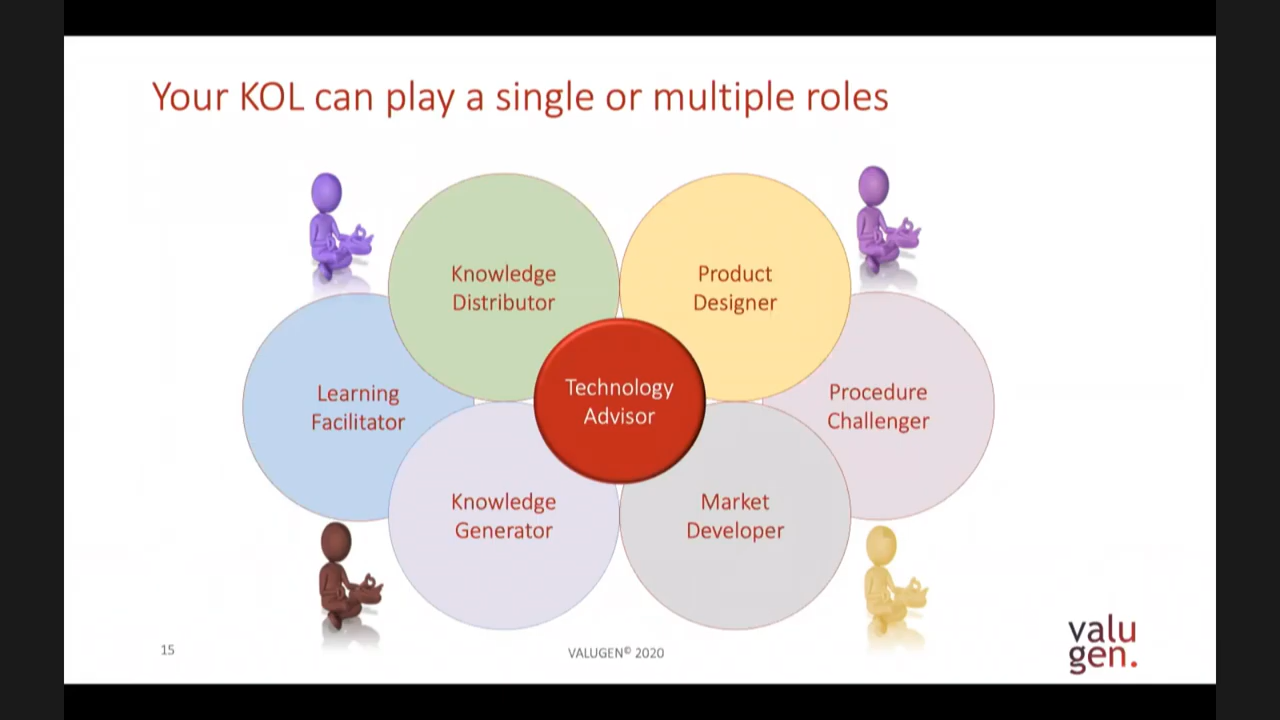 Your KOL can play a single or multiple roles
Knowledge
Distributor
Product
Designer
Learning
Facilitator
Technology
Advisor
Procedure
Challenger
Knowledge
Generator
Market
Developer
15
VALUGEN© 2020
valu
gen.